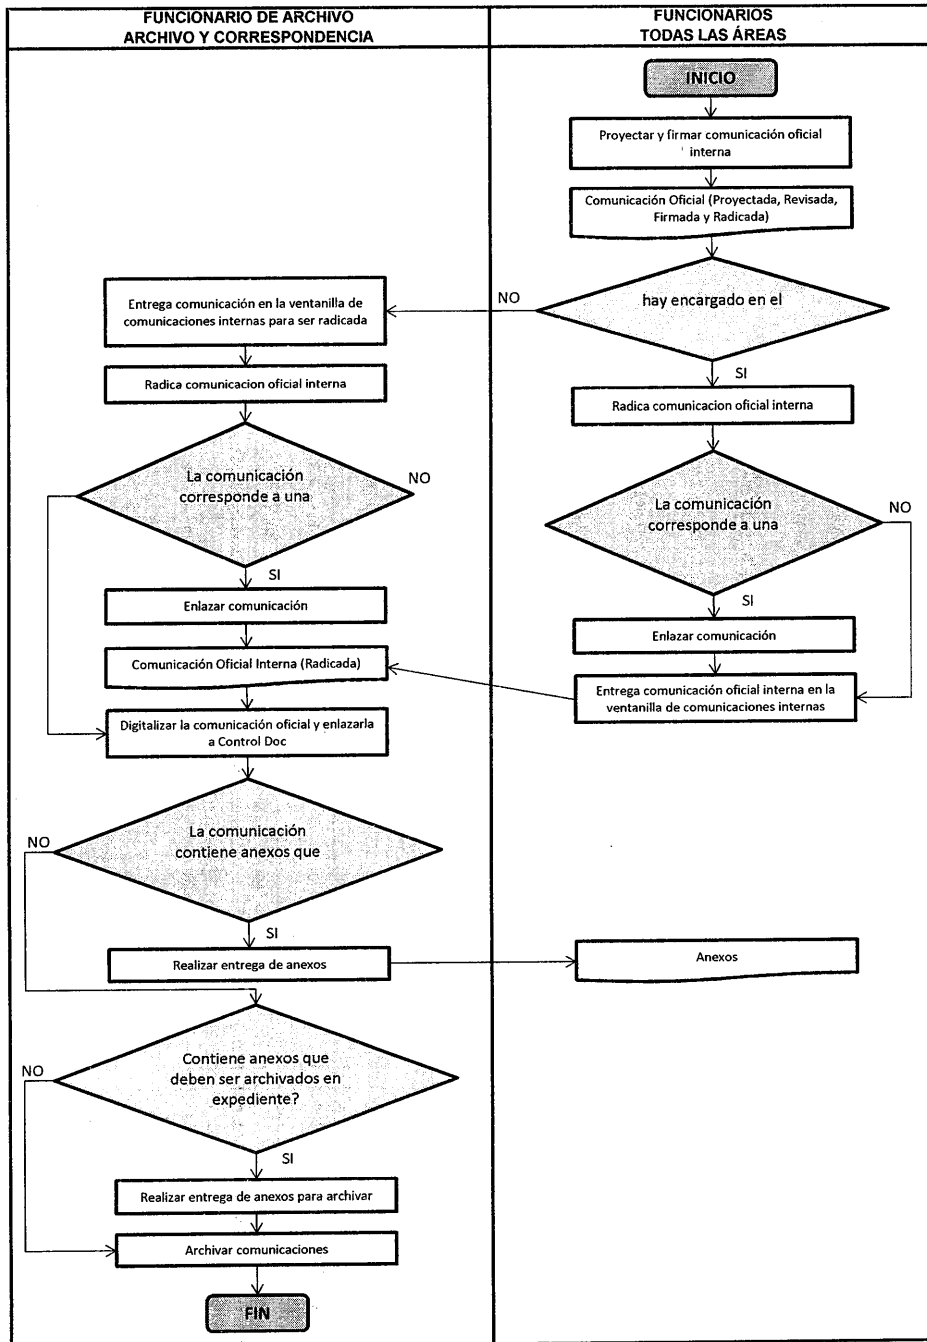 FUNCIONARIO DE ARCHIVO
ARCHIVO Y CORRESPONDENCIA
FUNCIONARIOS
TODAS LAS ÁREAS
INICIO
Proyectar y firmar comunicación oficial
interna
Comunicación Oficial (Proyectada, Revisada,
Firmada y Radicada)
hay encargado en el
NO
SI
Entrega comunicación en la ventanilla de
comunicaciones internas para ser radicada
Radica comunicacion oficial interna
La comunicación
corresponde a una
NO
SI
Enlazar comunicación
Comunicación Oficial Interna (Radicada)
Digitalizar la comunicación oficial y enlazarla
a Control Doc
Radica comunicacion oficial interna
La comunicación
corresponde a una
NO
SI
Enlazar comunicación
Entrega comunicación oficial interna en la
ventanilla de comunicaciones internas
La comunicación
contiene anexos que
NO
SI
Realizar entrega de anexos
Anexos
Contiene anexos que
deben ser archivados en
expediente?
NO
SI
Realizar entrega de anexos para archivar
Archivar comunicaciones
FIN